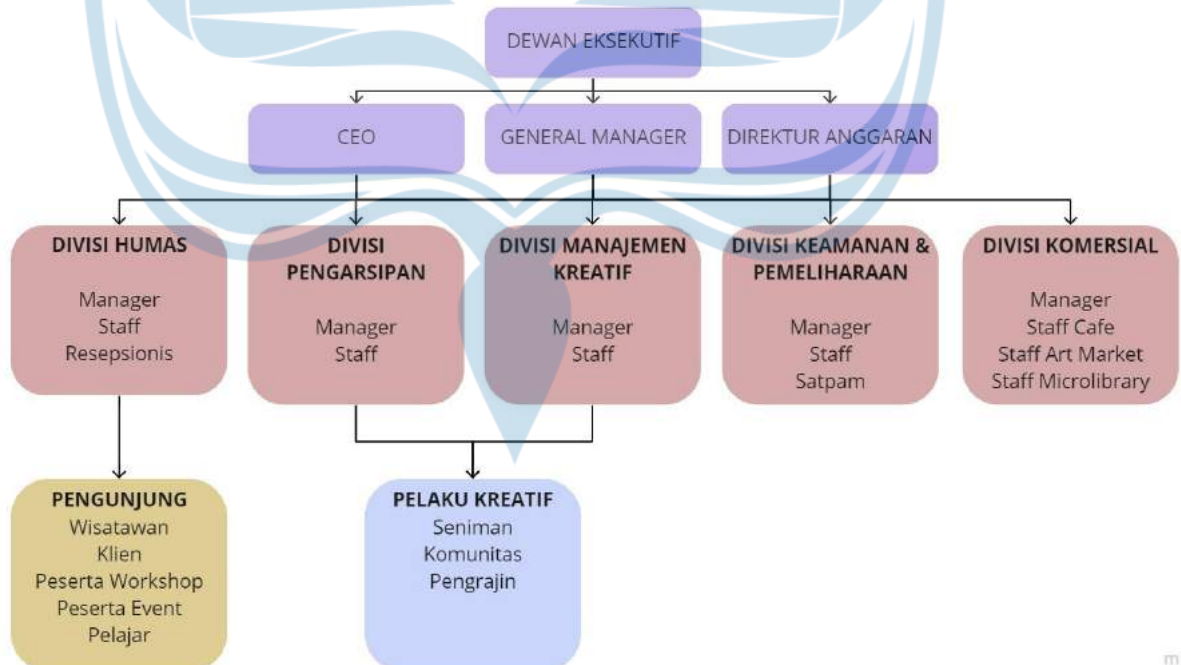 DEWAN EKSEKUTIF
CEO
GENERAL MANAGER
DIREKTUR ANGGARAN
DIVISI HUMAS
Manager
Staff
Resepsionis
DIVISI
PENGARSIPAN
Manager
Staff
DIVISI MANAJEMEN
KREATIF
Manager
Staff
DIVISI KEAMANAN &
PEMELIHARAAN
Manager
Staff
Satpam
DIVISI KOMERSIAL
Manager
Staff Cafe
Staff Art Market
Staff Microlibrary
PENGUNJUNG
Wisatawan
Klien
Peserta Workshop
Peserta Event
Pelajar
PELAKU KREATIF
Seniman
Komunitas
Pengrajin
m